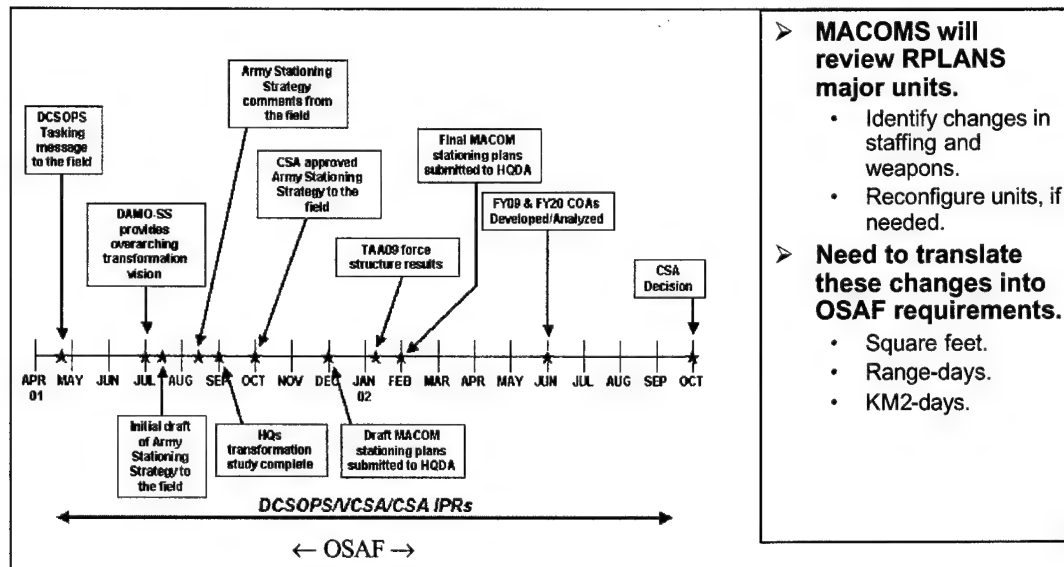 DCSOPS
Tasking
message
to the field
DAMO-SS
provides
overarching
transformation
vision
Army Stationing
Strategy
comments from
the field
CSA approved
Army Stationing
Strategy to the
field
Final MACOM
stationing plans
submitted to HQDA
TAA09 force
structure results
FY09 & FY20 COAs
Developed/Analyzed
CSA
Decision
APR MAY JUN JUL AUG SEP OCT NOV DEC JAN FEB MAR APR MAY JUN JUL AUG SEP OCT
01 02
Initial draft
of Army
Stationing
Strategy to
the field
HQs
transformation
study complete
Draft MACOM
stationing plans
submitted to HQDA
DCSOPS/VCSA/CSA IPRs
← OSAF →
➢ MACOMS will
review RPLANS
major units.
• Identify changes in
staffing and
weapons.
• Reconfigure units, if
needed.
➢ Need to translate
these changes into
OSAF requirements.
• Square feet.
• Range-days.
• KM2-days.